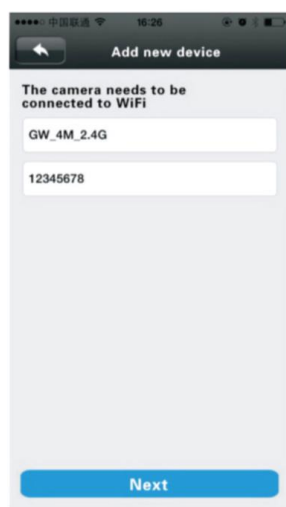 中国联通 16:26
Add new device
The camera needs to be
connected to WiFi
GW_4M_2.4G
12345678
Next